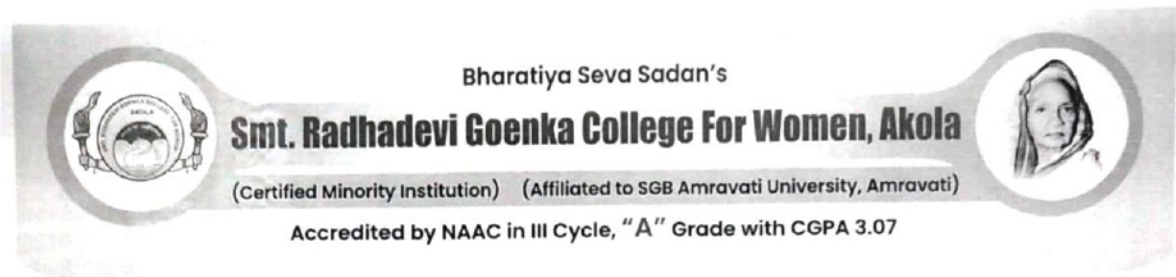 Bharatiya Seva Sadan's
Smt. Radhadevi Goenka College For Women, Akola
(Certified Minority Institution) (Affiliated to SGB Amravati University, Amravati)
Accredited by NAAC in III Cycle, "A" Grade with CGPA 3.07